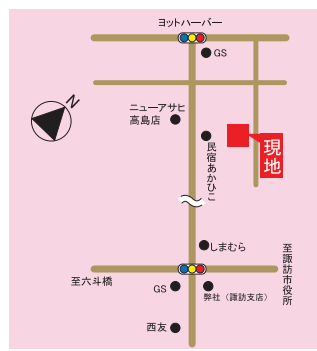 ヨットハーバー
GS
N
ニューアサヒ
高島店
民宿あかひこ
現地
しまむら
至諏訪市役所
至六斗橋
GS
弊社（諏訪支店）
西友